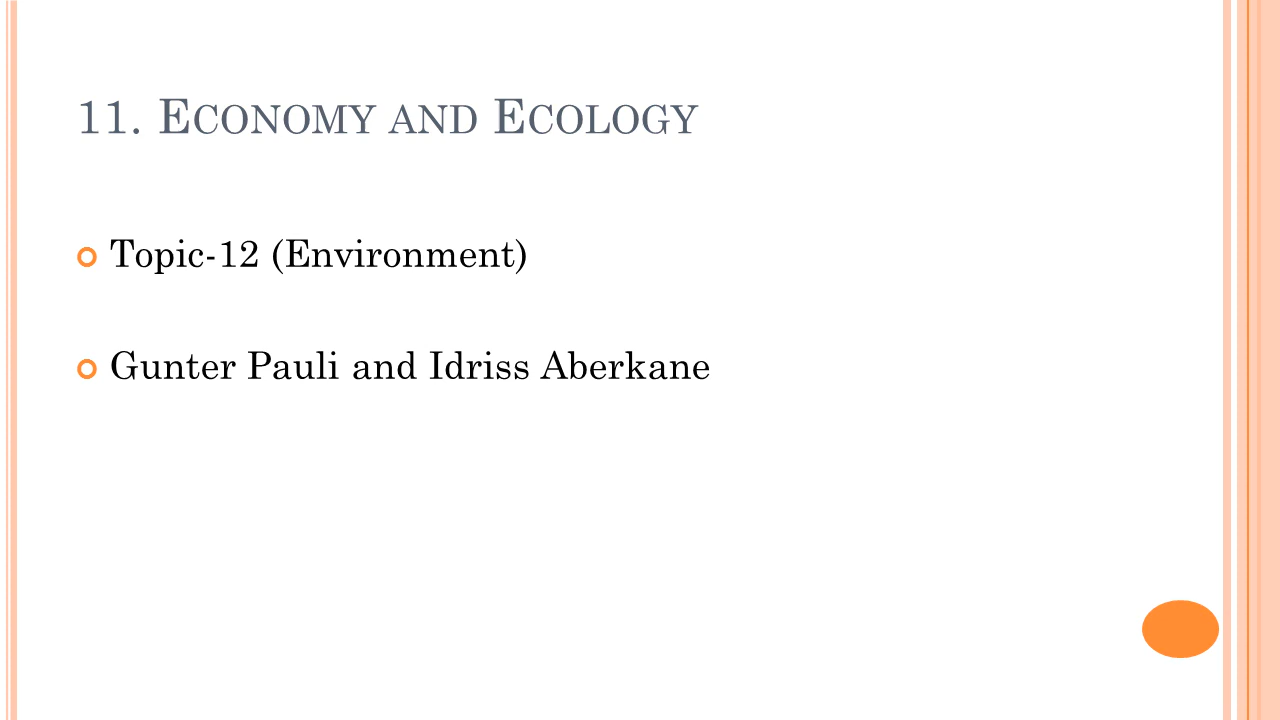 11. Economy and Ecology
Topic-12 (Environment)
Gunter Pauli and Idriss Aberkane